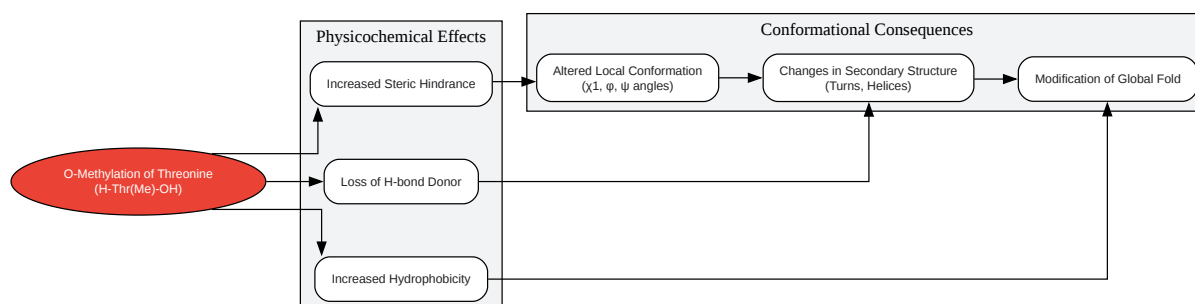 Conformational Consequences
Physicochemical Effects
Increased Steric Hindrance
Altered Local Conformation
(χ1, φ, ψ angles)
Changes in Secondary Structure
(Turns, Helices)
Modification of Global Fold
O-Methylation of Threonine
(H-Thr(Me)-OH)
Loss of H-bond Donor
Increased Hydrophobicity